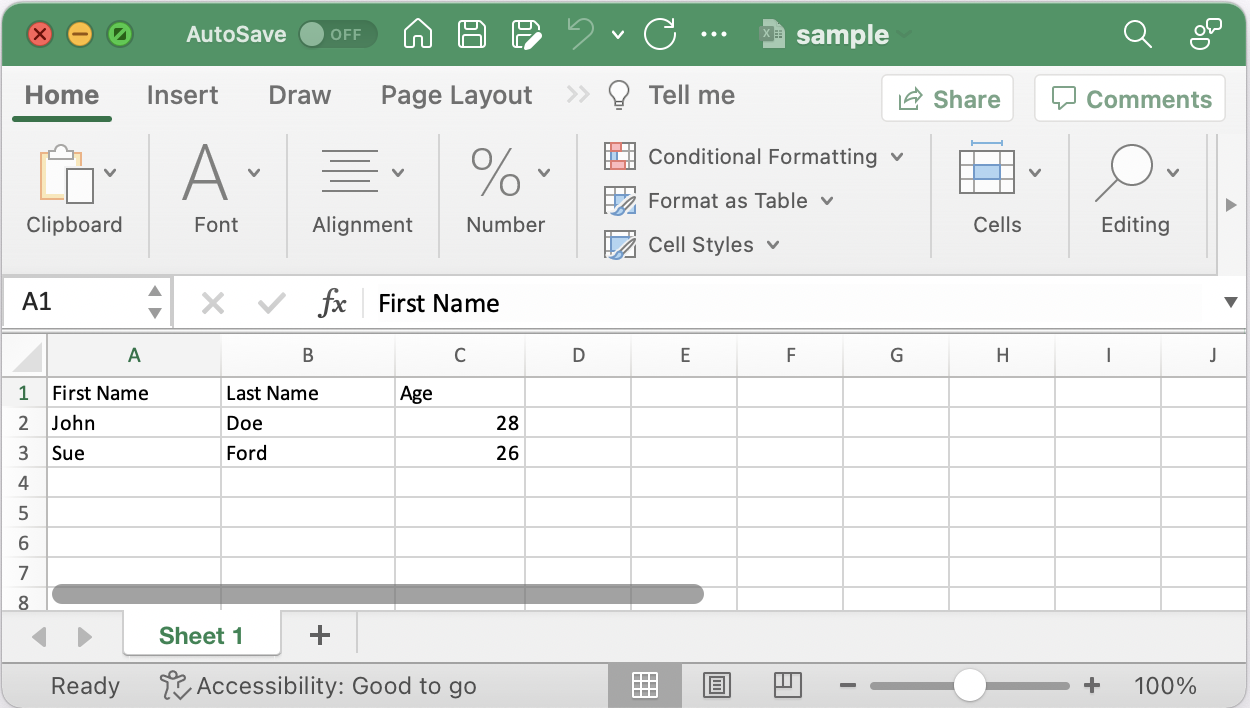 AutoSave OFF sample
Home Insert Draw Page Layout Tell me Share Comments
Conditional Formatting
Format as Table
Cell Styles
Clipboard Font Alignment Number Cells Editing
A1 fx First Name
A B C D E F G H I J
1 First Name Last Name Age
2 John Doe 28
3 Sue Ford 26
4
5
6
7
8
Sheet 1 +
Ready Accessibility: Good to go 100%